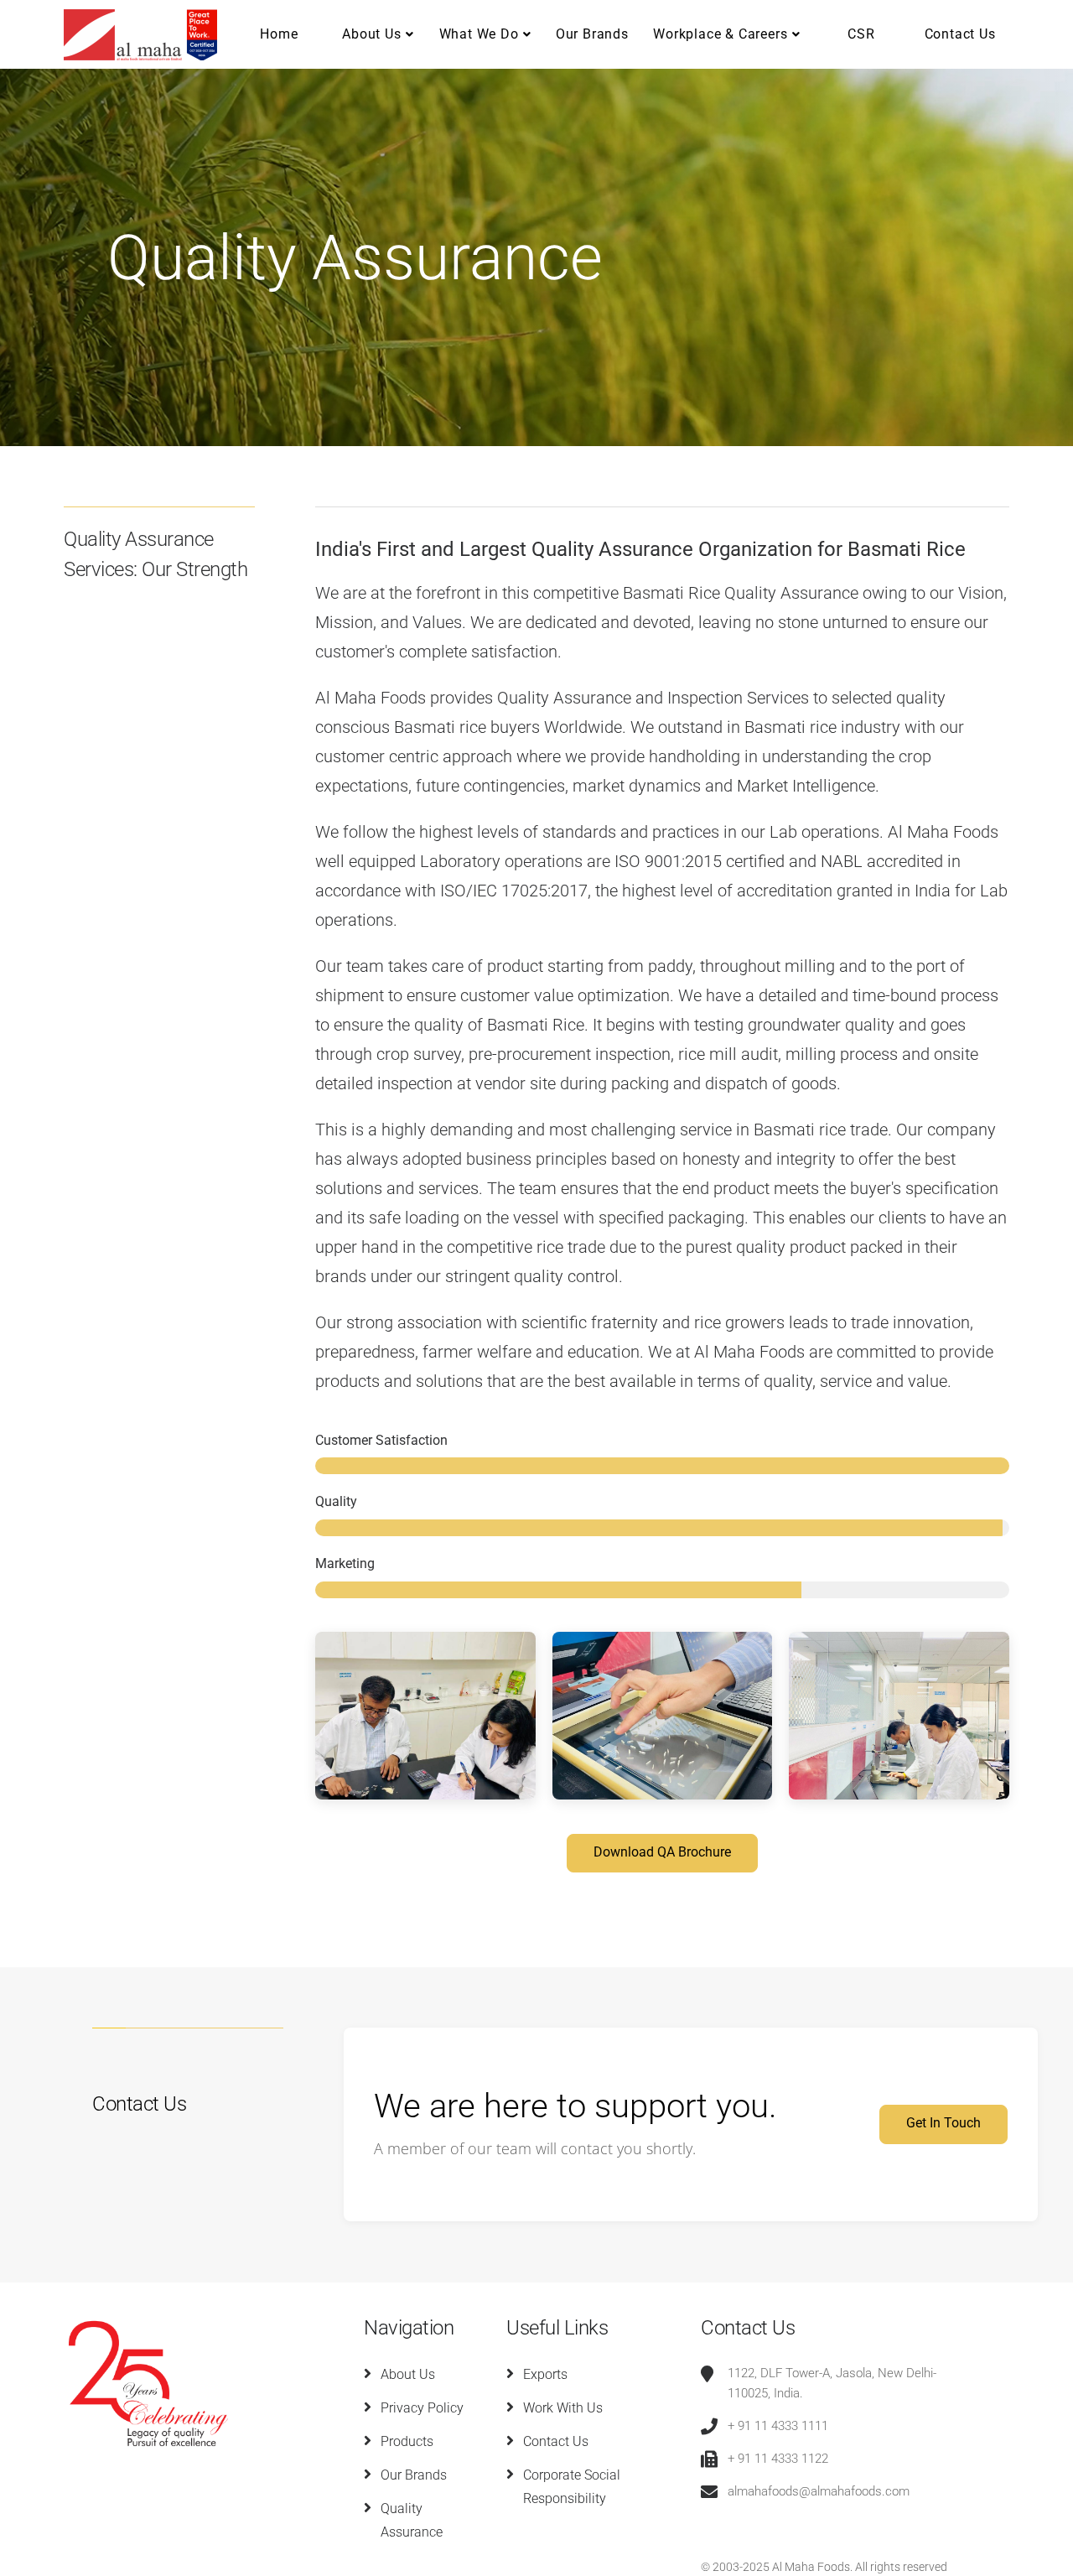 al maha
Great
Place
To
Work.
Certified
Home
About Us
What We Do
Our Brands
Workplace & Careers
CSR
Contact Us
Quality Assurance
Quality Assurance
Services: Our Strength
India's First and Largest Quality Assurance Organization for Basmati Rice
We are at the forefront in this competitive Basmati Rice Quality Assurance owing to our Vision,
Mission, and Values. We are dedicated and devoted, leaving no stone unturned to ensure our
customer's complete satisfaction.
Al Maha Foods provides Quality Assurance and Inspection Services to selected quality
conscious Basmati rice buyers Worldwide. We outstand in Basmati rice industry with our
customer centric approach where we provide handholding in understanding the crop
expectations, future contingencies, market dynamics and Market Intelligence.
We follow the highest levels of standards and practices in our Lab operations. Al Maha Foods
well equipped Laboratory operations are ISO 9001:2015 certified and NABL accredited in
accordance with ISO/IEC 17025:2017, the highest level of accreditation granted in India for Lab
operations.
Our team takes care of product starting from paddy, throughout milling and to the port of
shipment to ensure customer value optimization. We have a detailed and time-bound process
to ensure the quality of Basmati Rice. It begins with testing groundwater quality and goes
through crop survey, pre-procurement inspection, rice mill audit, milling process and onsite
detailed inspection at vendor site during packing and dispatch of goods.
This is a highly demanding and most challenging service in Basmati rice trade. Our company
has always adopted business principles based on honesty and integrity to offer the best
solutions and services. The team ensures that the end product meets the buyer's specification
and its safe loading on the vessel with specified packaging. This enables our clients to have an
upper hand in the competitive rice trade due to the purest quality product packed in their
brands under our stringent quality control.
Our strong association with scientific fraternity and rice growers leads to trade innovation,
preparedness, farmer welfare and education. We at Al Maha Foods are committed to provide
products and solutions that are the best available in terms of quality, service and value.
Customer Satisfaction
Quality
Marketing
Download QA Brochure
Contact Us
We are here to support you.
A member of our team will contact you shortly.
Get In Touch
25
Years
Celebrating
Legacy of quality
Pursuit of excellence
Navigation
About Us
Privacy Policy
Products
Our Brands
Quality
Assurance
Useful Links
Exports
Work With Us
Contact Us
Corporate Social
Responsibility
Contact Us
1122, DLF Tower-A, Jasola, New Delhi-
110025, India.
+ 91 11 4333 1111
+ 91 11 4333 1122
almahafoods@almahafoods.com
© 2003-2025 Al Maha Foods. All rights reserved